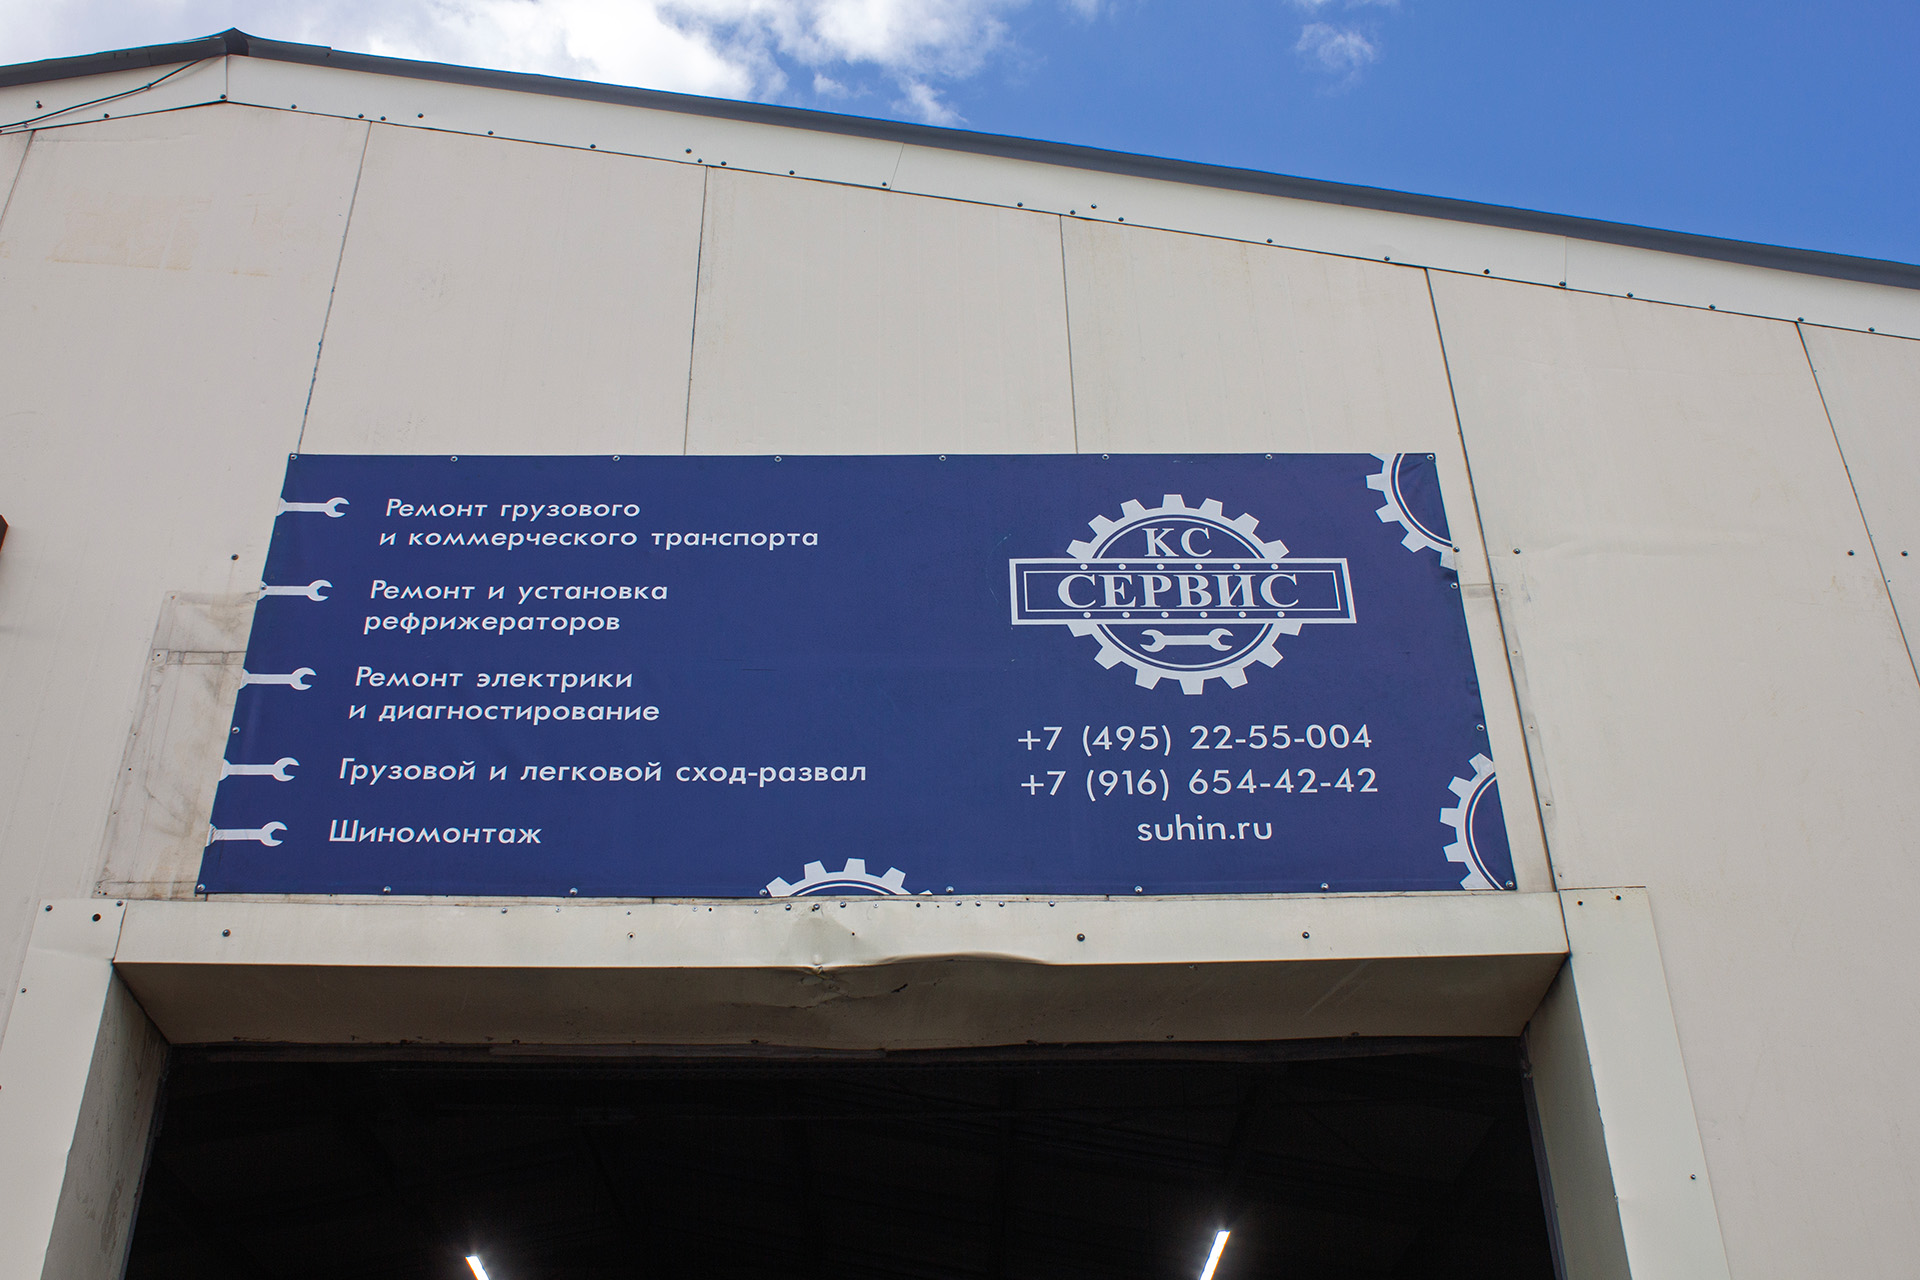 Ремонт грузового
и коммерческого транспорта
Ремонт и установка
рефрижераторов
Ремонт электрики
и диагностирование
Грузовой и легковой сход-развал
Шиномонтаж
КС
СЕРВИС
+7 (495) 22-55-004
+7 (916) 654-42-42
suhin.ru